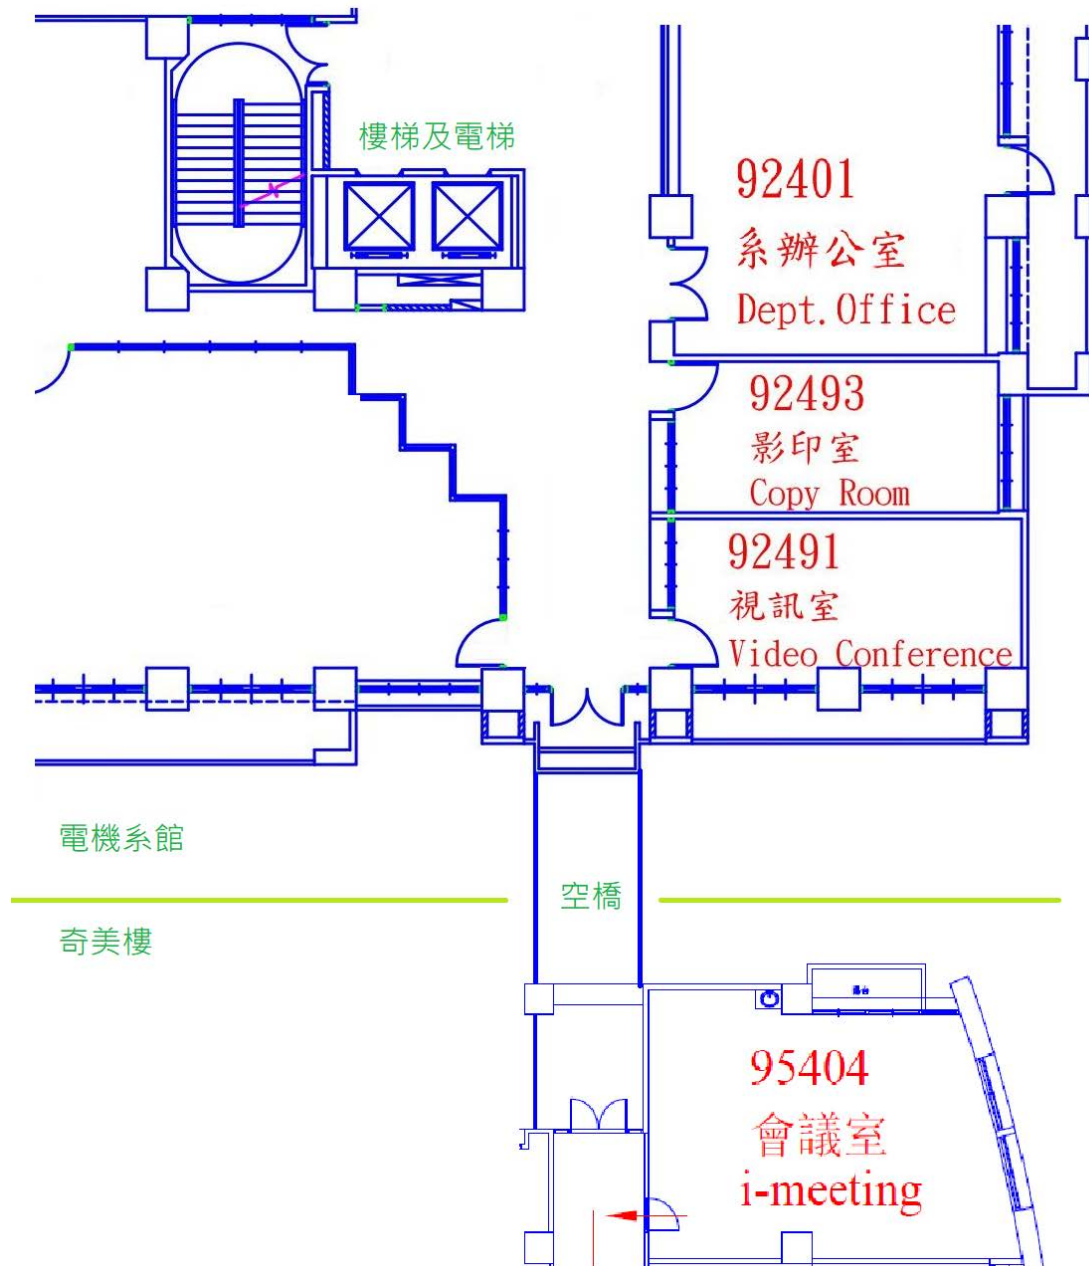 樓梯及電梯
92401
系辦公室
Dept.Office
92493
影印室
Copy Room
92491
視訊室
Video Conference
電機系館
空橋
奇美樓
陽台
95404
會議室
i-meeting